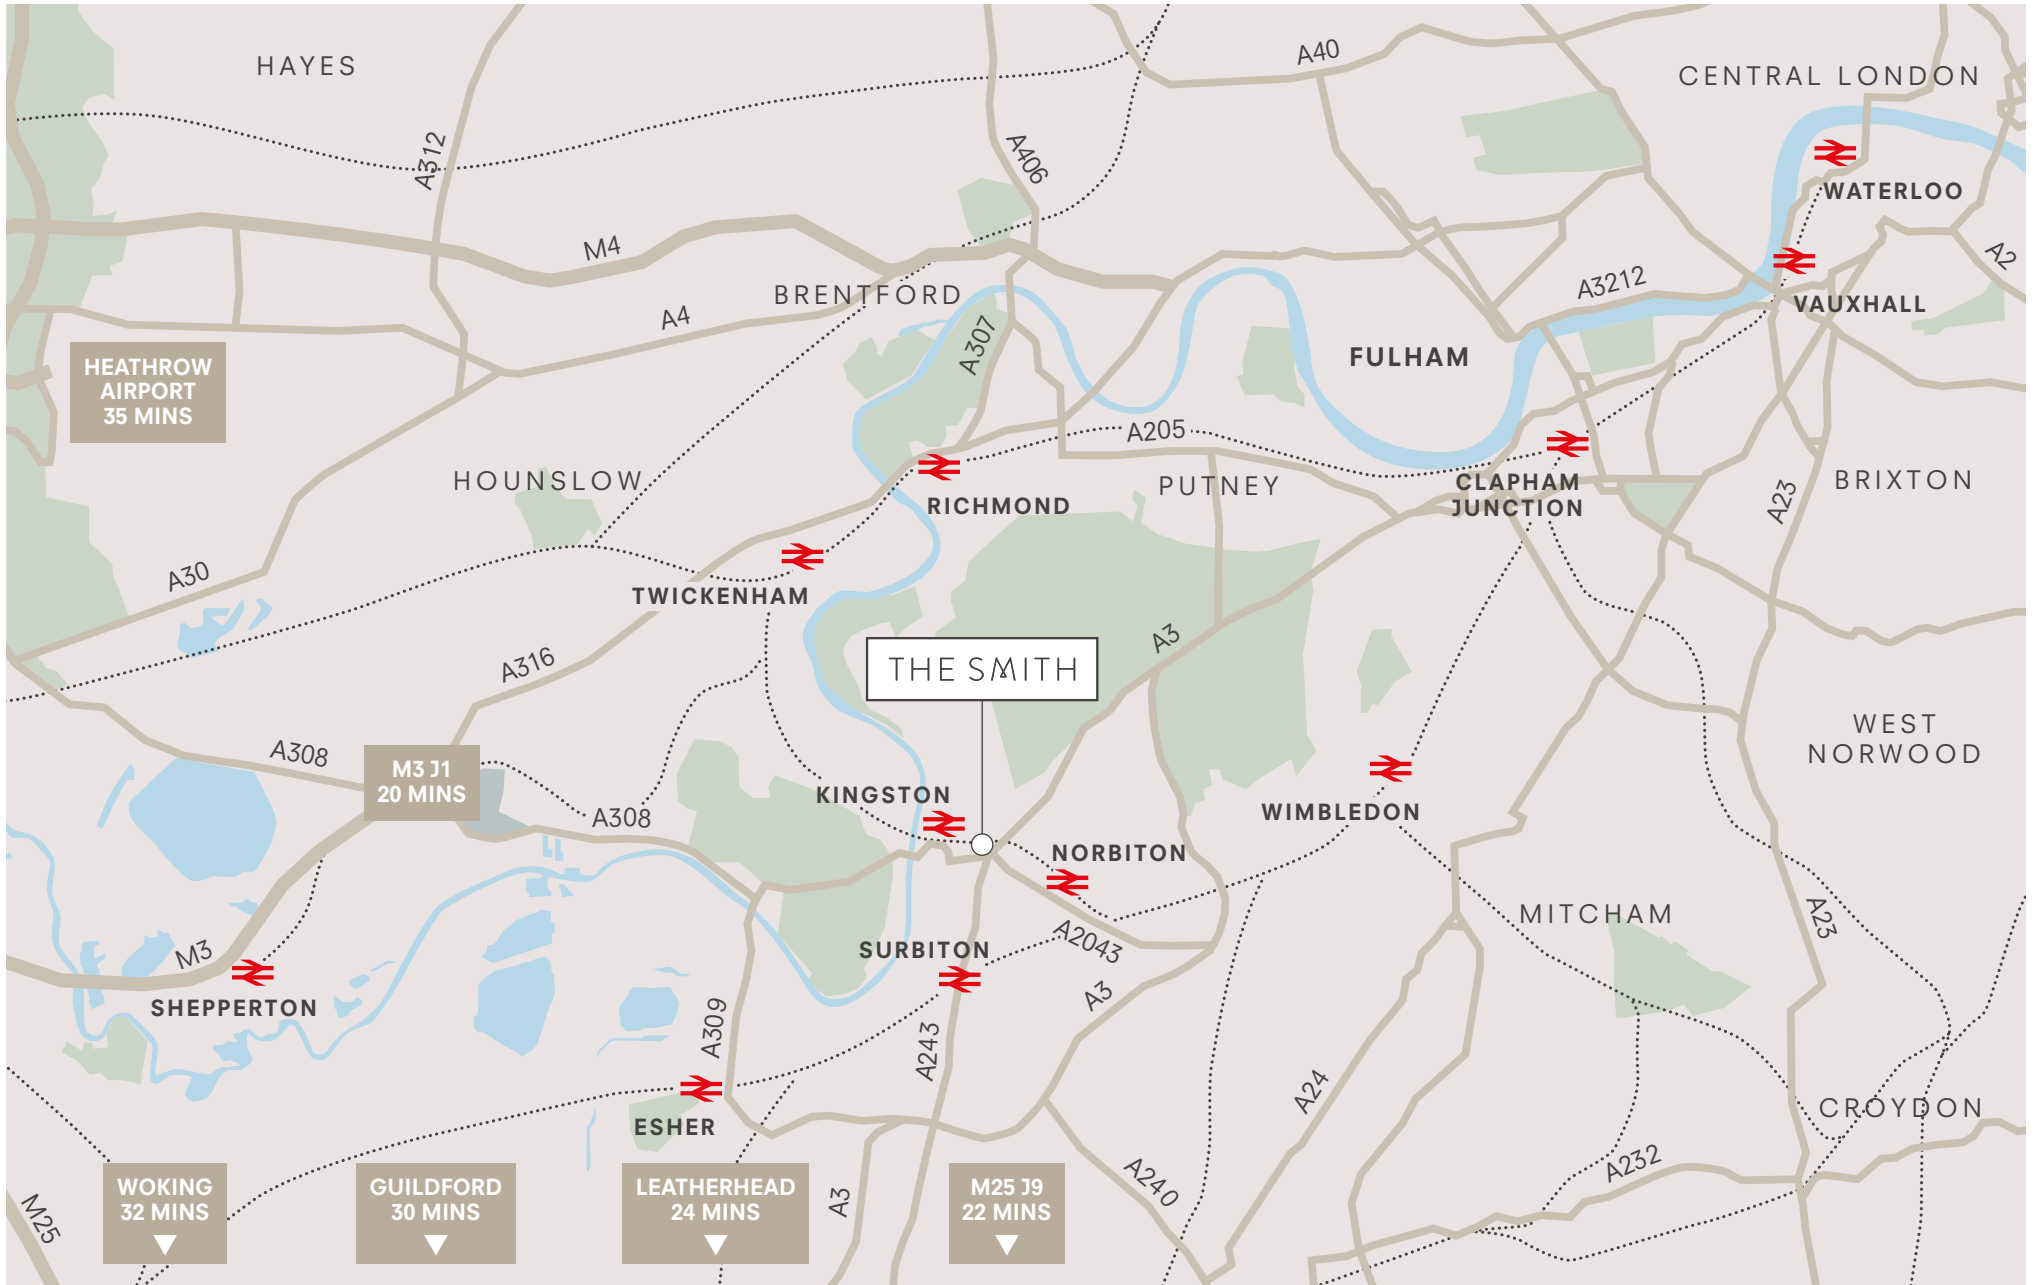 HAYES
A40
CENTRAL LONDON
A312
A406
WATERLOO
M4
A2
BRENTFORD
A3212
VAUXHALL
A4
A307
FULHAM
HEATHROW
AIRPORT
35 MINS
A205
HOUNSLOW
RICHMOND
PUTNEY
CLAPHAM
JUNCTION
A23
BRIXTON
A30
TWICKENHAM
A316
THE SMITH
A3
WEST
NORWOOD
A308
M3 J1
20 MINS
A308
KINGSTON
WIMBLEDON
NORBITON
MITCHAM
A23
M3
SURBITON
A2043
SHEPPERTON
A3
A309
A243
A24
ESHER
CROYDON
A232
A240
M25
WOKING
32 MINS
GUILDFORD
30 MINS
LEATHERHEAD
24 MINS
A3
M25 J9
22 MINS